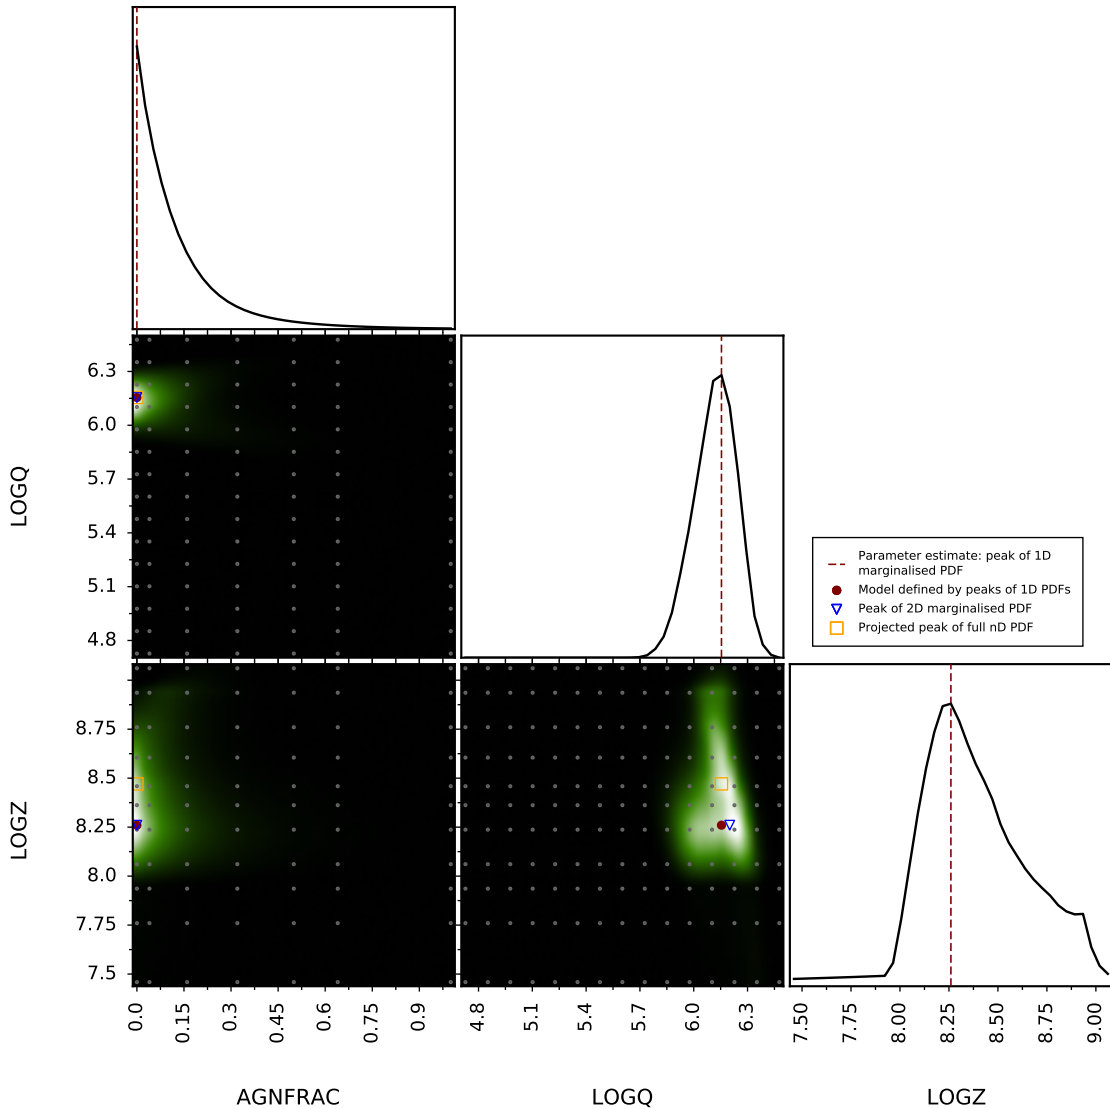 6.3
6.0
5.7
5.4
5.1
4.8
LOGQ
Parameter estimate: peak of 1D
marginalised PDF
Model defined by peaks of 1D PDFs
Peak of 2D marginalised PDF
Projected peak of full nD PDF
8.75
8.5
8.25
8.0
7.75
7.5
LOGZ
0.0 0.15 0.3 0.45 0.6 0.75 0.9
4.8 5.1 5.4 5.7 6.0 6.3
7.50 7.75 8.00 8.25 8.50 8.75 9.00
AGNFRAC LOGQ LOGZ